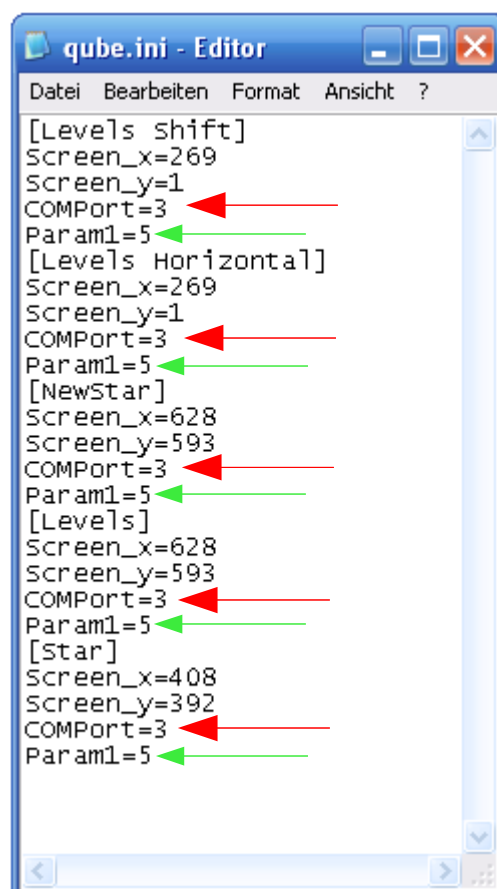 qube.ini - Editor
Datei Bearbeiten Format Ansicht ?
[Levels Shift]
Screen_x=269
Screen_y=1
COMPort=3
Param1=5
[Levels Horizontal]
Screen_x=269
Screen_y=1
COMPort=3
Param1=5
[NewStar]
Screen_x=628
Screen_y=593
COMPort=3
Param1=5
[Levels]
Screen_x=628
Screen_y=593
COMPort=3
Param1=5
[Star]
Screen_x=408
Screen_y=392
COMPort=3
Param1=5